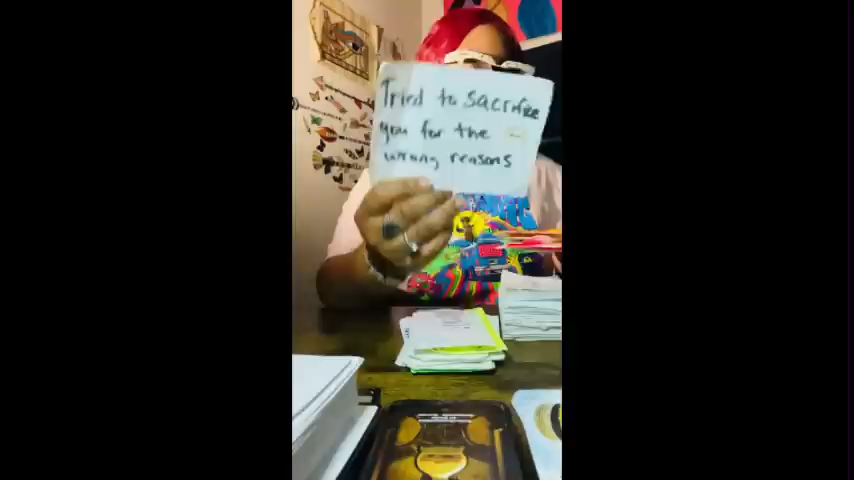 Tried to sacrifice
you for the
wrong reasons